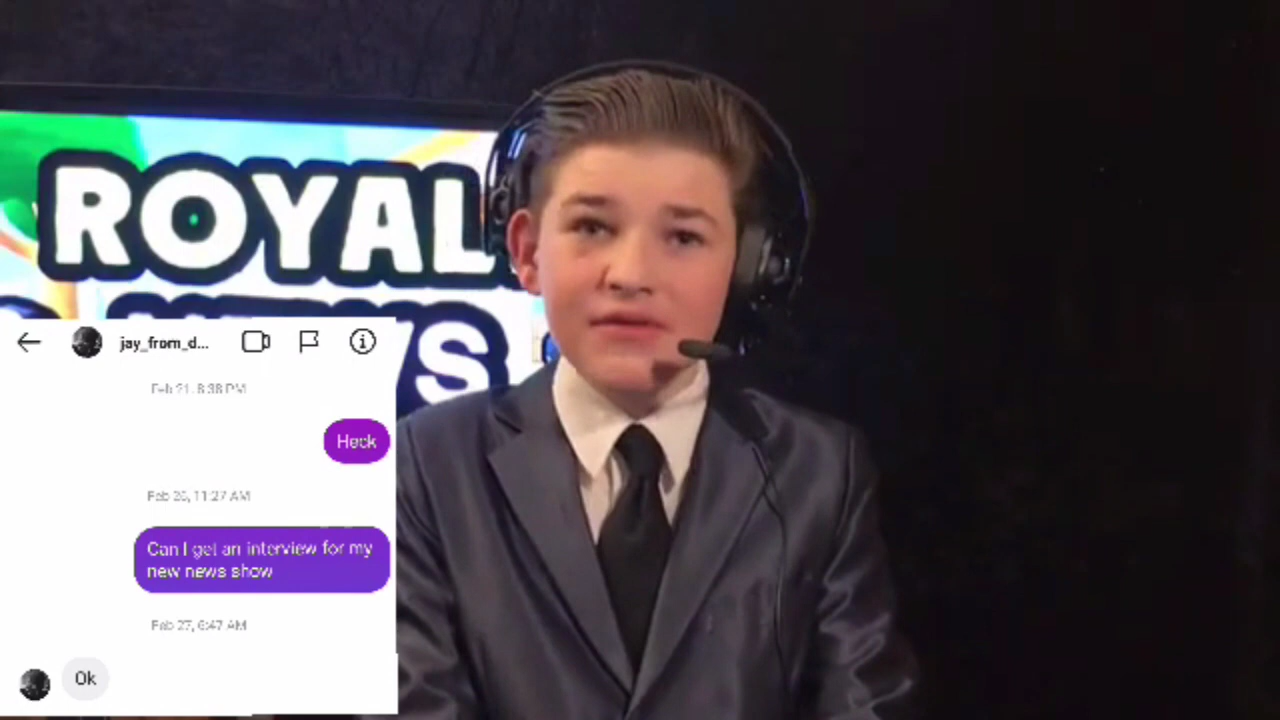 ROYAL
NEWS
jay_from_d...
Feb 21, 8:38 PM
Heck
Feb 26, 11:27 AM
Can I get an interview for my
new news show
Feb 27, 6:47 AM
Ok